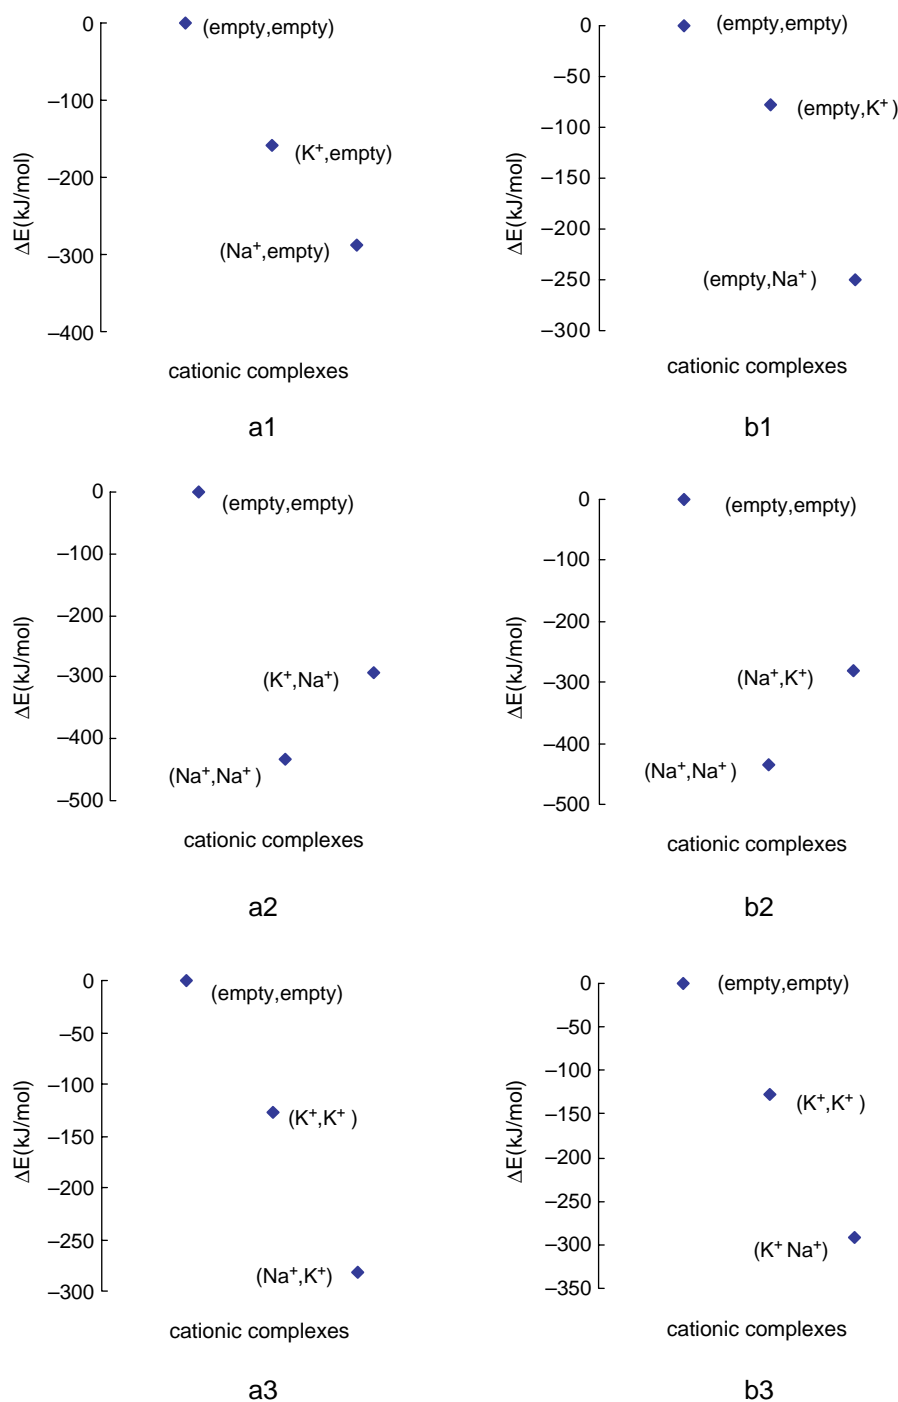 0
–100
–200
–300
–400
ΔE(kJ/mol)
(empty,empty)
(K⁺,empty)
(Na⁺,empty)
cationic complexes
a1
0
–50
–100
–150
–200
–250
–300
ΔE(kJ/mol)
(empty,empty)
(empty,K⁺)
(empty,Na⁺)
cationic complexes
b1
0
–100
–200
–300
–400
–500
ΔE(kJ/mol)
(empty,empty)
(K⁺,Na⁺)
(Na⁺,Na⁺)
cationic complexes
a2
0
–100
–200
–300
–400
–500
ΔE(kJ/mol)
(empty,empty)
(Na⁺,K⁺)
(Na⁺,Na⁺)
cationic complexes
b2
0
–50
–100
–150
–200
–250
–300
ΔE(kJ/mol)
(empty,empty)
(K⁺,K⁺)
(Na⁺,K⁺)
cationic complexes
a3
0
–50
–100
–150
–200
–250
–300
–350
ΔE(kJ/mol)
(empty,empty)
(K⁺,K⁺)
(K⁺ Na⁺)
cationic complexes
b3